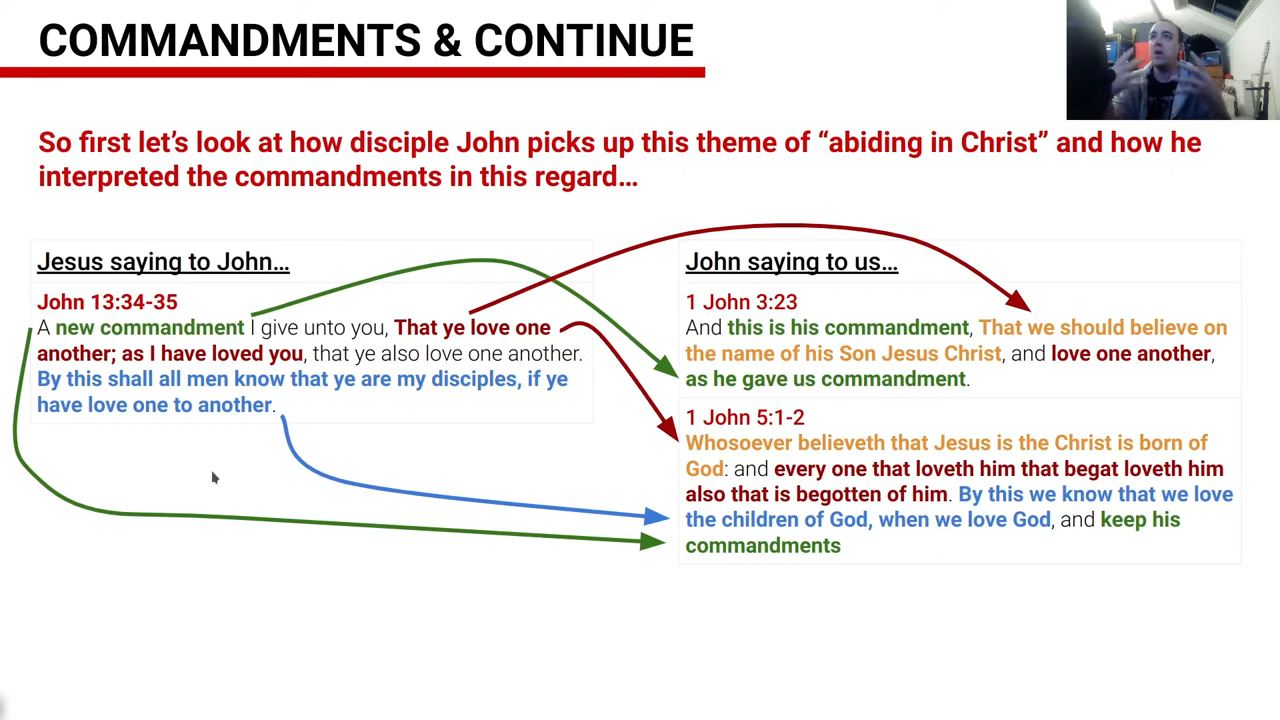 COMMANDMENTS & CONTINUE
So first let’s look at how disciple John picks up this theme of “abiding in Christ” and how he
interpreted the commandments in this regard…
Jesus saying to John…
John 13:34-35
A new commandment I give unto you, That ye love one
another; as I have loved you, that ye also love one another.
By this shall all men know that ye are my disciples, if ye
have love one to another.
John saying to us…
1 John 3:23
And this is his commandment, That we should believe on
the name of his Son Jesus Christ, and love one another,
as he gave us commandment.
1 John 5:1-2
Whosoever believeth that Jesus is the Christ is born of
God: and every one that loveth him that begat loveth him
also that is begotten of him. By this we know that we love
the children of God, when we love God, and keep his
commandments